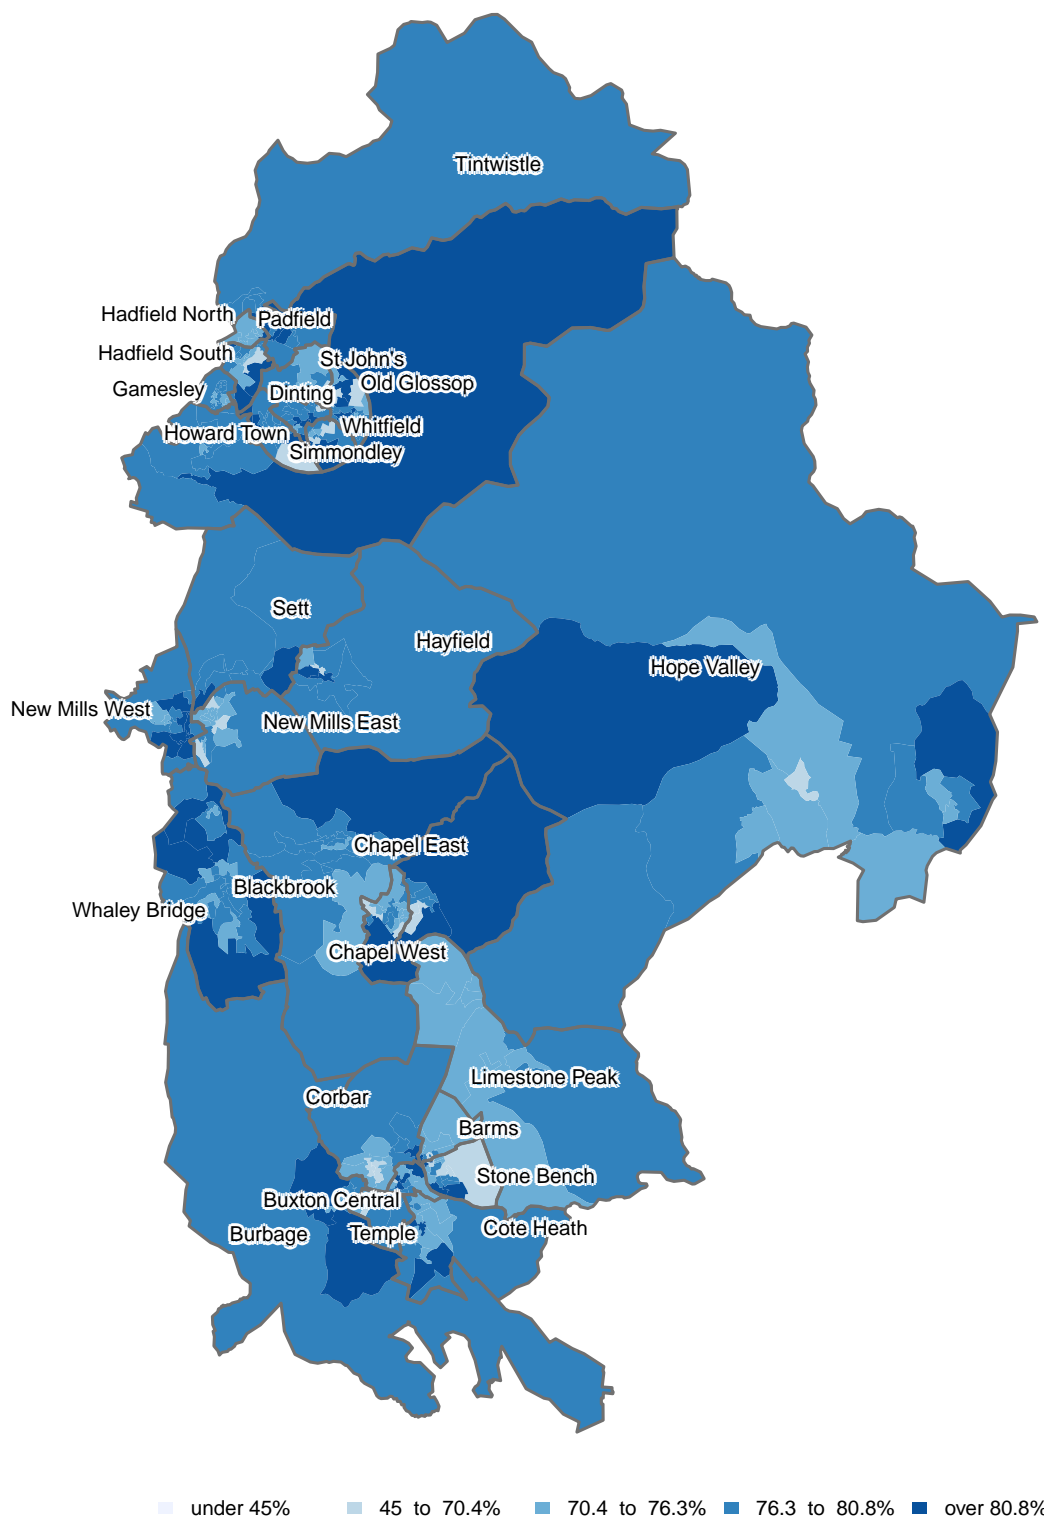 Tintwistle
Hadfield North
Padfield
Hadfield South
St John's
Gamesley
Dinting
Old Glossop
Howard Town
Whitfield
Simmondley
Sett
Hayfield
Hope Valley
New Mills West
New Mills East
Chapel East
Blackbrook
Whaley Bridge
Chapel West
Limestone Peak
Corbar
Barms
Stone Bench
Buxton Central
Burbage
Temple
Cote Heath
under 45% 45 to 70.4% 70.4 to 76.3% 76.3 to 80.8% over 80.8%